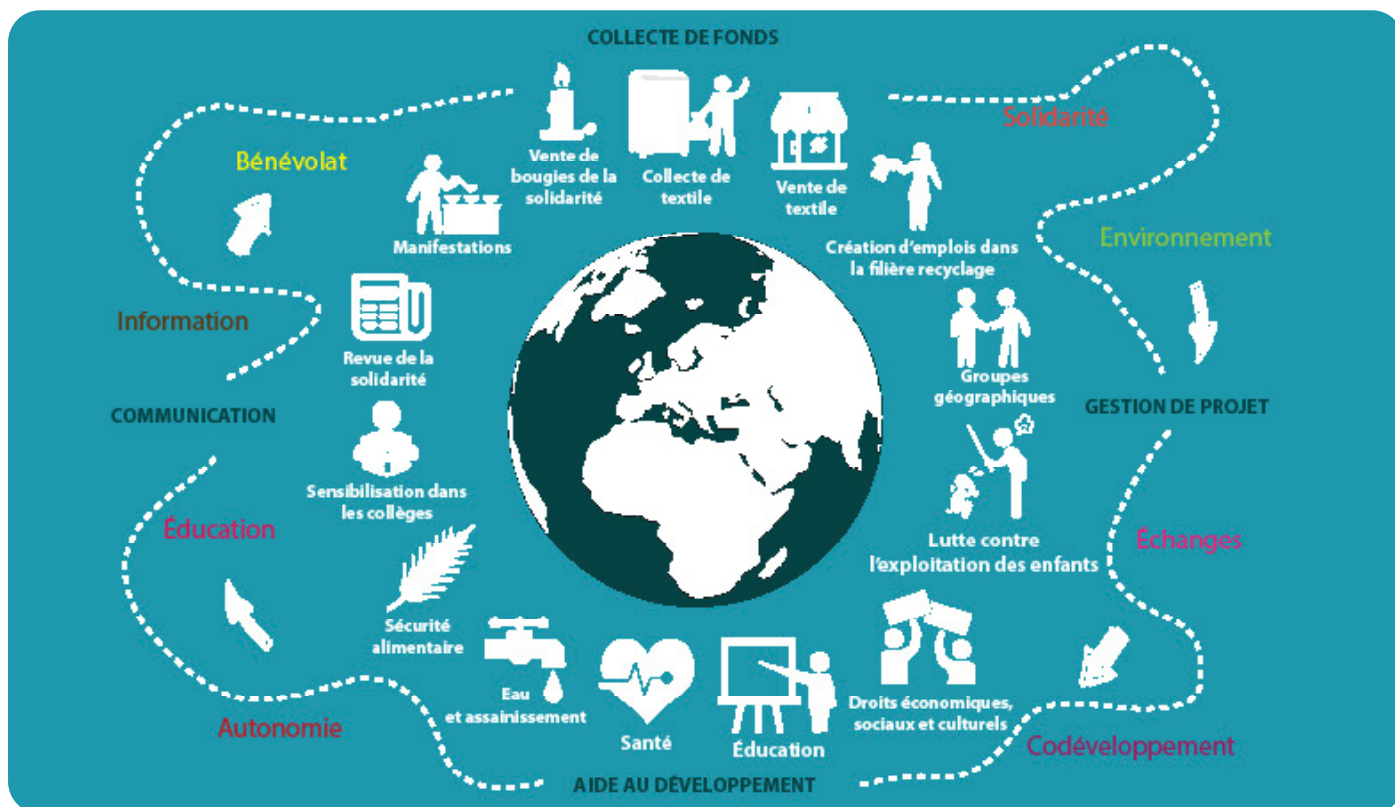 COLLECTE DE FONDS
Solidarité
Bénévolat
Vente de
bougies de la
solidarité
Collecte de
textile
Vente de
textile
Manifestations
Création d'emplois dans
la filière recyclage
Environnement
Information
Revue de la
solidarité
Groupes
géographiques
COMMUNICATION
GESTION DE PROJET
Sensibilisation dans
les collèges
Éducation
Lutte contre
l'exploitation des enfants
Échanges
Sécurité
alimentaire
Eau
et assainissement
Santé
Éducation
Droits économiques,
sociaux et culturels
Autonomie
Codéveloppement
AIDE AU DÉVELOPPEMENT